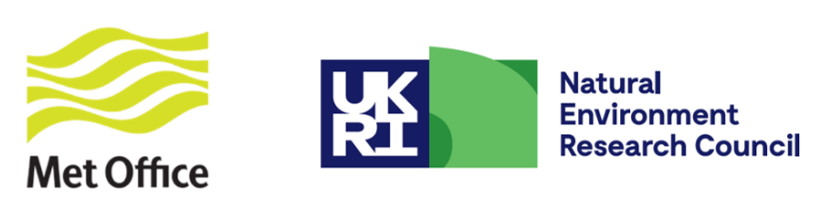 Met Office
UK
RI
Natural
Environment
Research Council